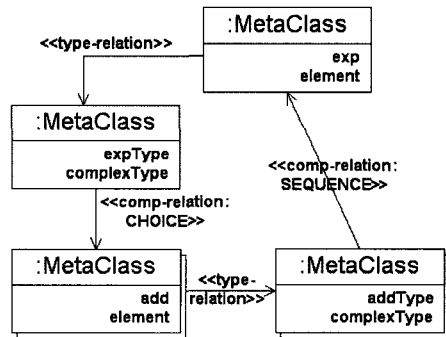 :MetaClass
exp
element
<<type-relation>>
:MetaClass
expType
complexType
<<comp-relation:
CHOICE>>
<<comp-relation:
SEQUENCE>>
:MetaClass
add
element
<<type-
relation>>
:MetaClass
addType
complexType